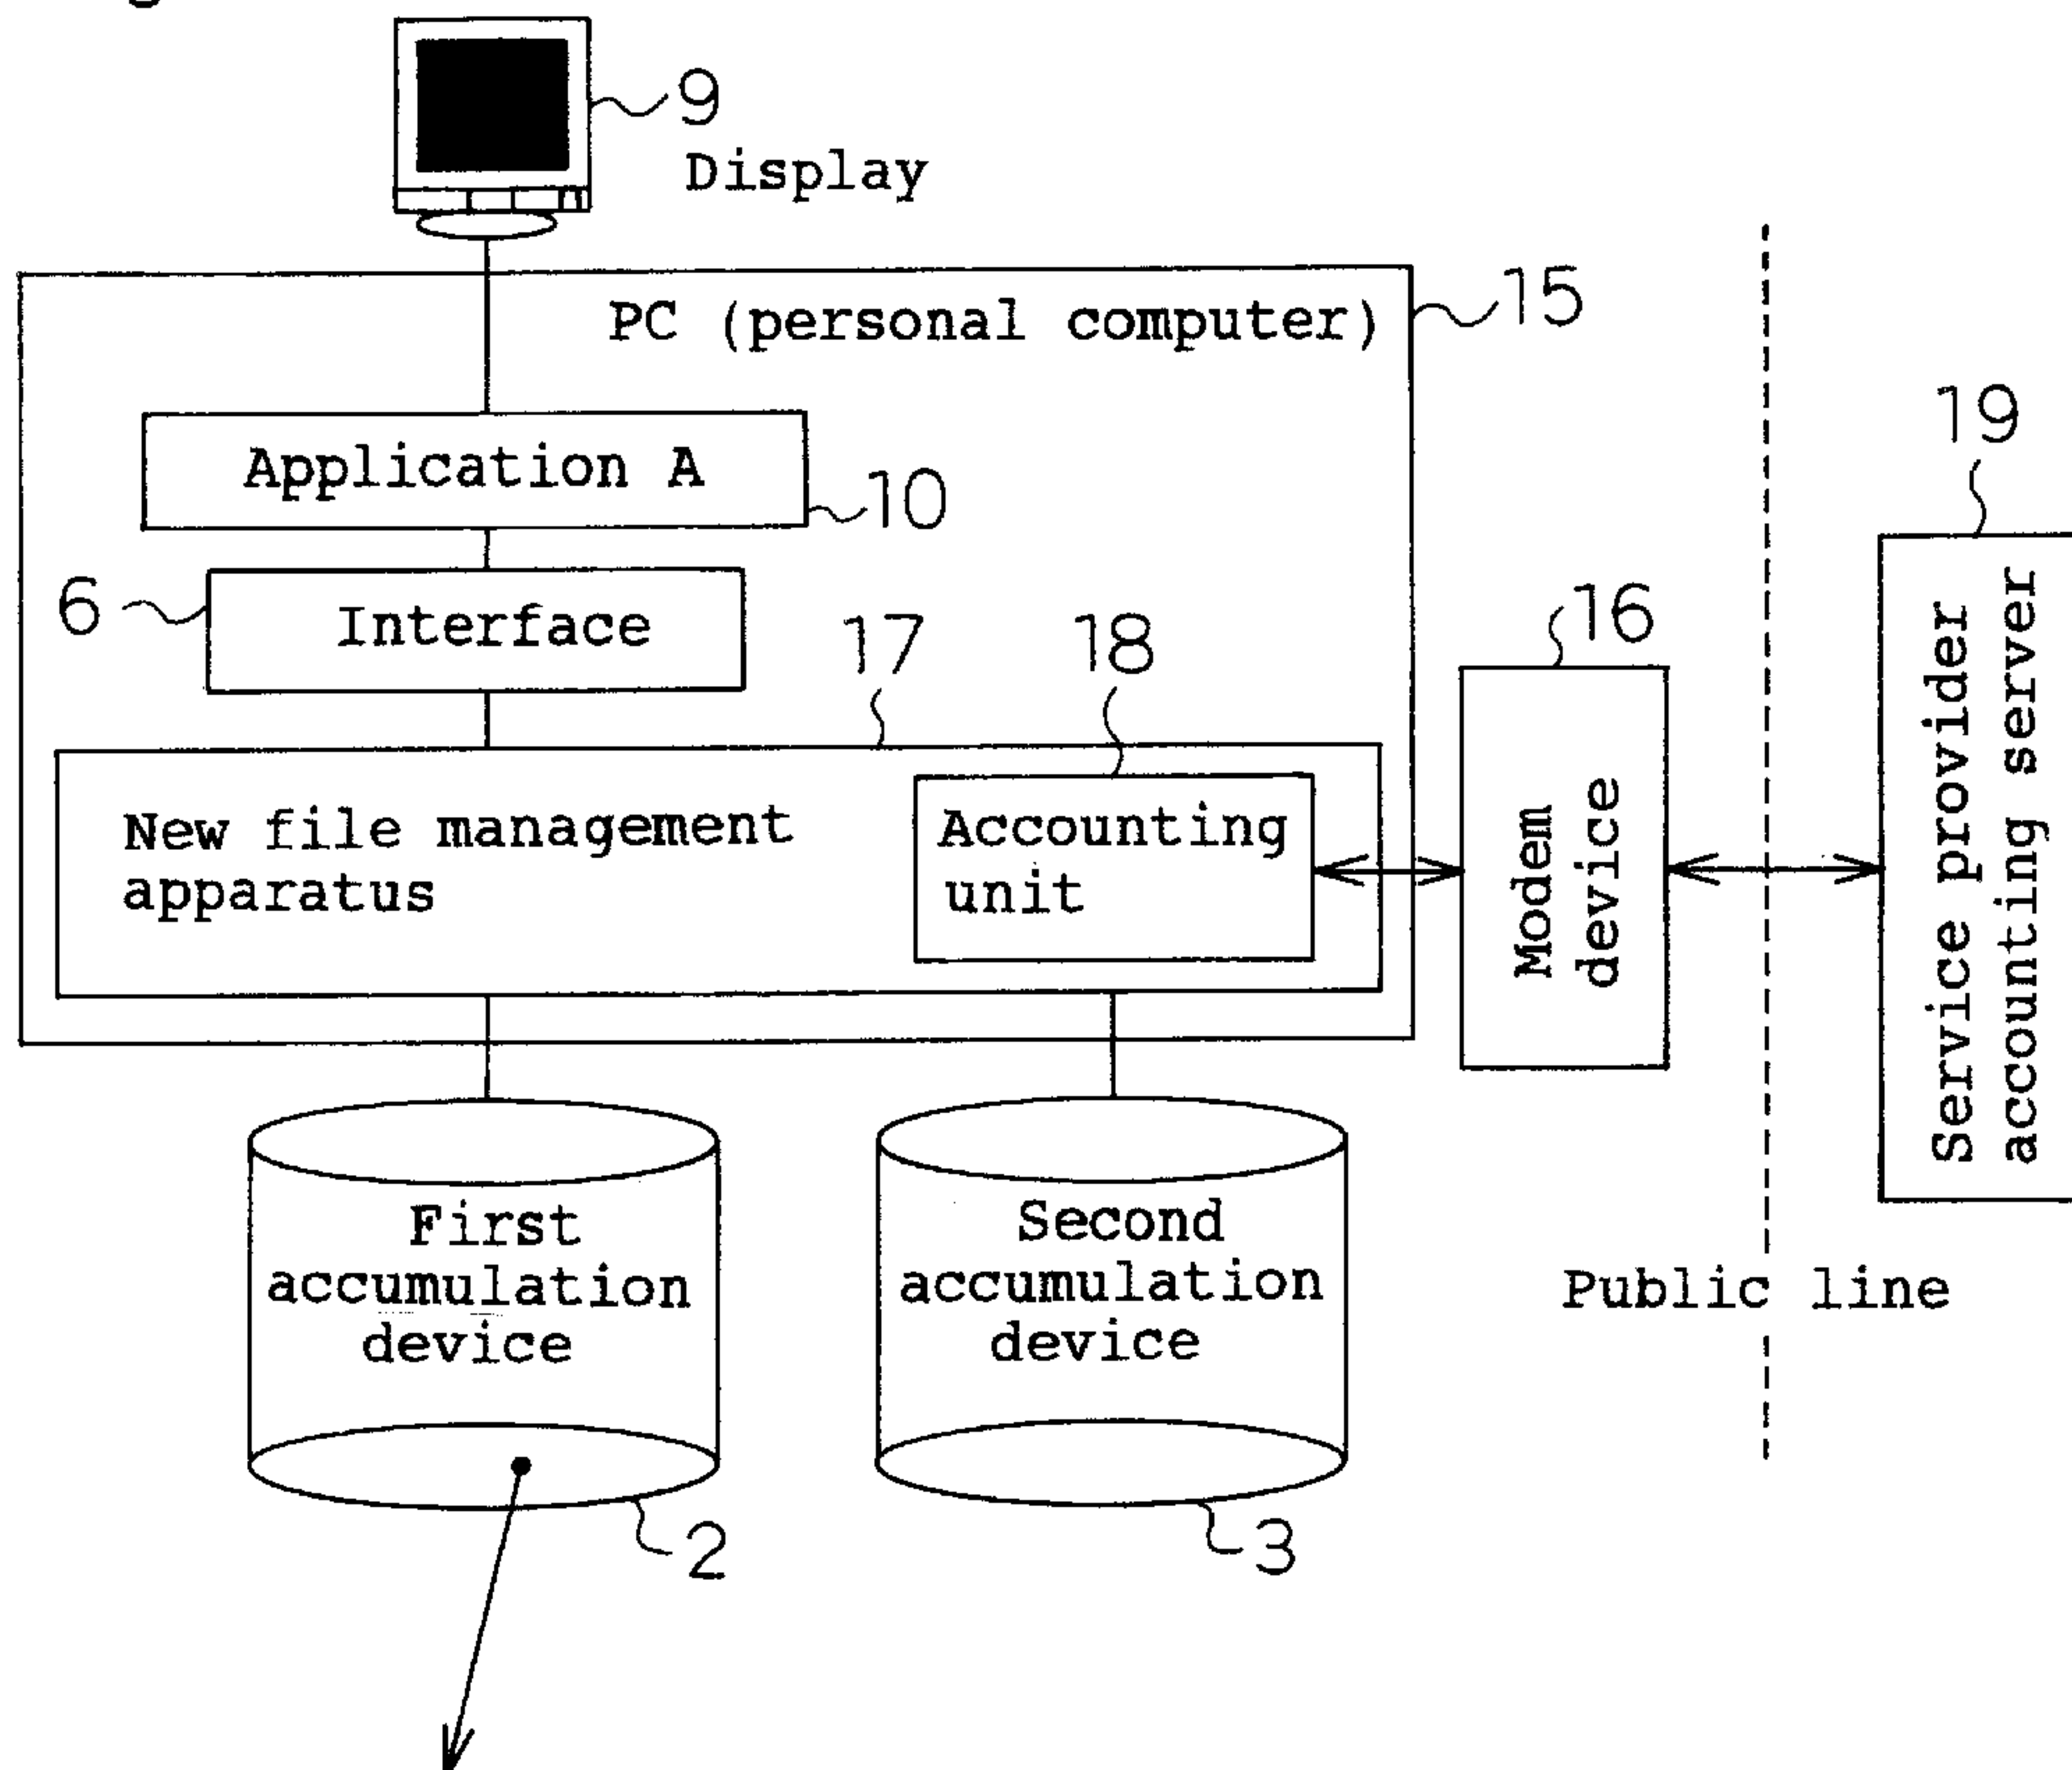 9
Display
PC (personal computer)
15
Application A
10
6
Interface
17
18
16
19
New file management
apparatus
Accounting
unit
Modem
device
Service provider
accounting server
First
accumulation
device
Second
accumulation
device
Public line
2
3